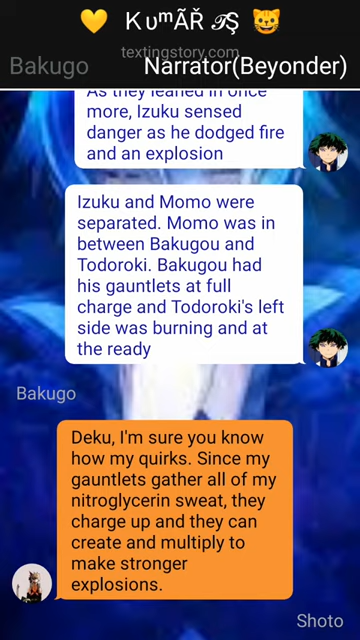 💛 KυᵐÃŘ 𝒯Ş 😺
textingstory.com
Bakugo Narrator(Beyonder)
As they leaned in once
more, Izuku sensed
danger as he dodged fire
and an explosion
Izuku and Momo were
separated. Momo was in
between Bakugou and
Todoroki. Bakugou had
his gauntlets at full
charge and Todoroki's left
side was burning and at
the ready
Bakugo
Deku, I'm sure you know
how my quirks. Since my
gauntlets gather all of my
nitroglycerin sweat, they
charge up and they can
create and multiply to
make stronger
explosions.
Shoto